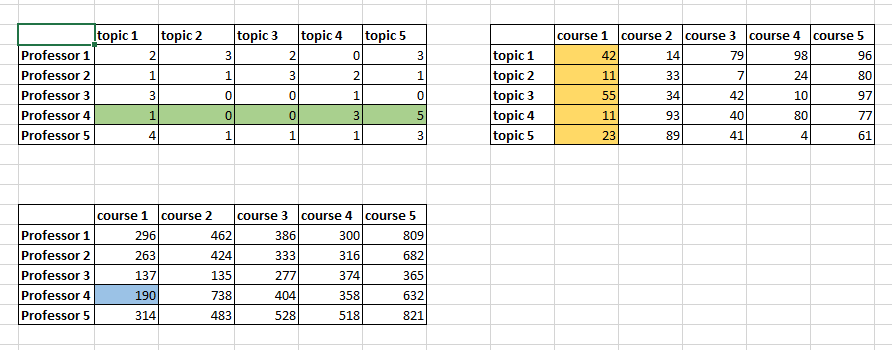 topic 1 topic 2 topic 3 topic 4 topic 5 course 1 course 2 course 3 course 4 course 5
Professor 1 2 3 2 0 3 topic 1 42 14 79 98 96
Professor 2 1 1 3 2 1 topic 2 11 33 7 24 80
Professor 3 3 0 0 1 0 topic 3 55 34 42 10 97
Professor 4 1 0 0 3 5 topic 4 11 93 40 80 77
Professor 5 4 1 1 1 3 topic 5 23 89 41 4 61
course 1 course 2 course 3 course 4 course 5
Professor 1 296 462 386 300 809
Professor 2 263 424 333 316 682
Professor 3 137 135 277 374 365
Professor 4 190 738 404 358 632
Professor 5 314 483 528 518 821